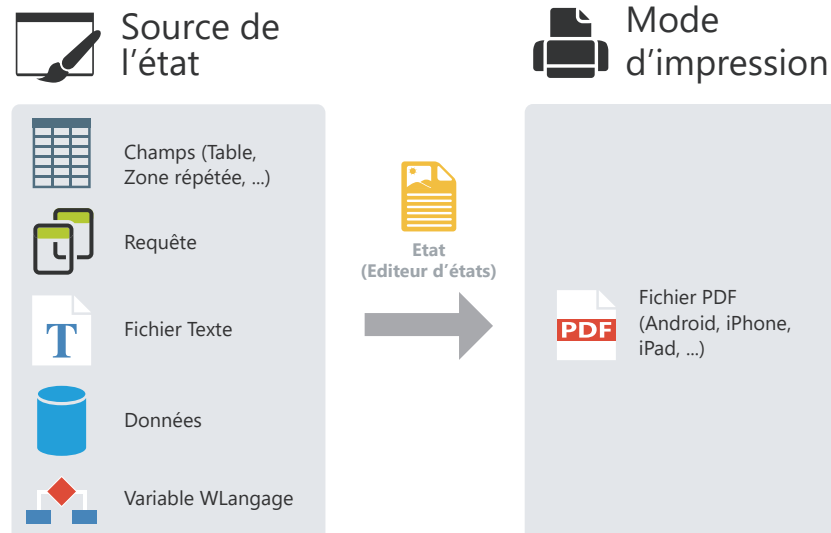 Source de
l'état
Mode
d'impression
Champs (Table,
Zone répétée, ...)
Requête
T
Fichier Texte
Données
Variable WLangage
Etat
(Editeur d'états)
PDF
Fichier PDF
(Android, iPhone,
iPad, ...)